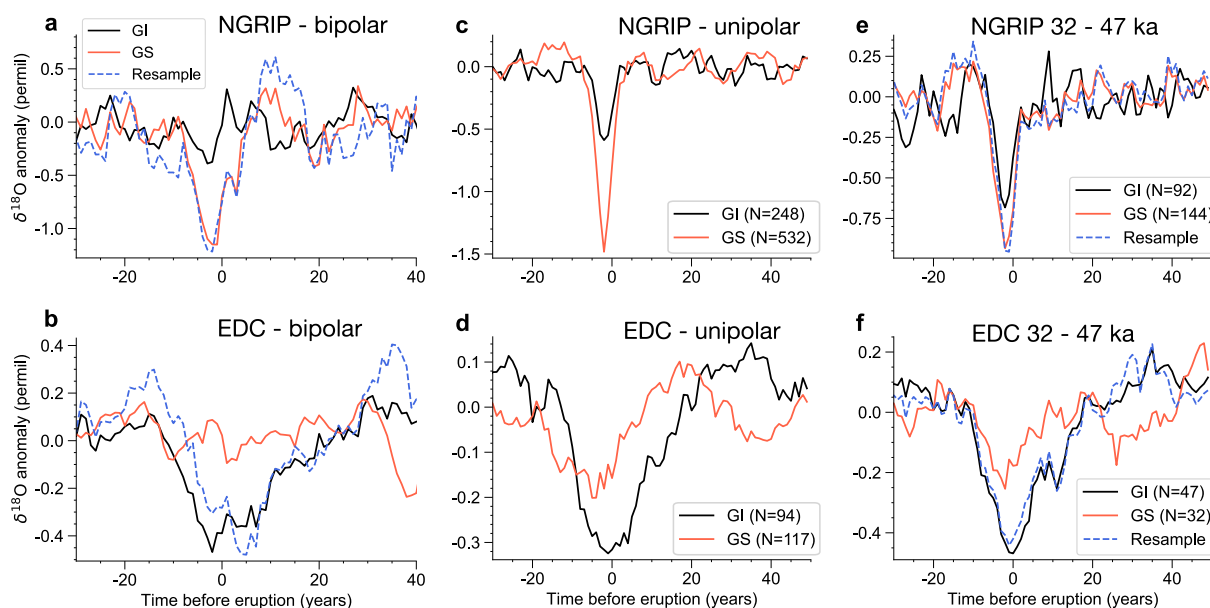 a
NGRIP - bipolar
GI
GS
Resample
δ18O anomaly (permil)
0.5
0.0
-0.5
-1.0
-20
0
20
40
c
NGRIP - unipolar
0.0
-0.5
-1.0
-1.5
GI (N=248)
GS (N=532)
-20
0
20
40
e
NGRIP 32 - 47 ka
0.25
0.00
-0.25
-0.50
-0.75
GI (N=92)
GS (N=144)
Resample
-20
0
20
40
b
EDC - bipolar
δ18O anomaly (permil)
0.4
0.2
0.0
-0.2
-0.4
-20
0
20
40
Time before eruption (years)
d
EDC - unipolar
0.1
0.0
-0.1
-0.2
-0.3
GI (N=94)
GS (N=117)
-20
0
20
40
Time before eruption (years)
f
EDC 32 - 47 ka
0.2
0.0
-0.2
-0.4
GI (N=47)
GS (N=32)
Resample
-20
0
20
40
Time before eruption (years)